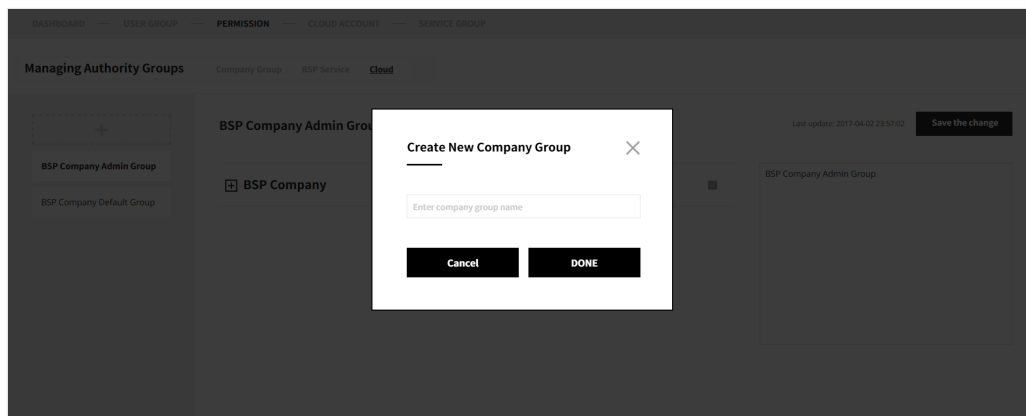 DASHBOARD — USER GROUP — PERMISSION — CLOUD ACCOUNT — SERVICE GROUP
Managing Authority Groups
Company Group BSP Service Cloud
+
BSP Company Admin Group
BSP Company Default Group
BSP Company Admin Grou
Last update: 2017-04-02 23:57:02 Save the change
BSP Company
BSP Company Admin Group
Create New Company Group
Enter company group name
Cancel DONE